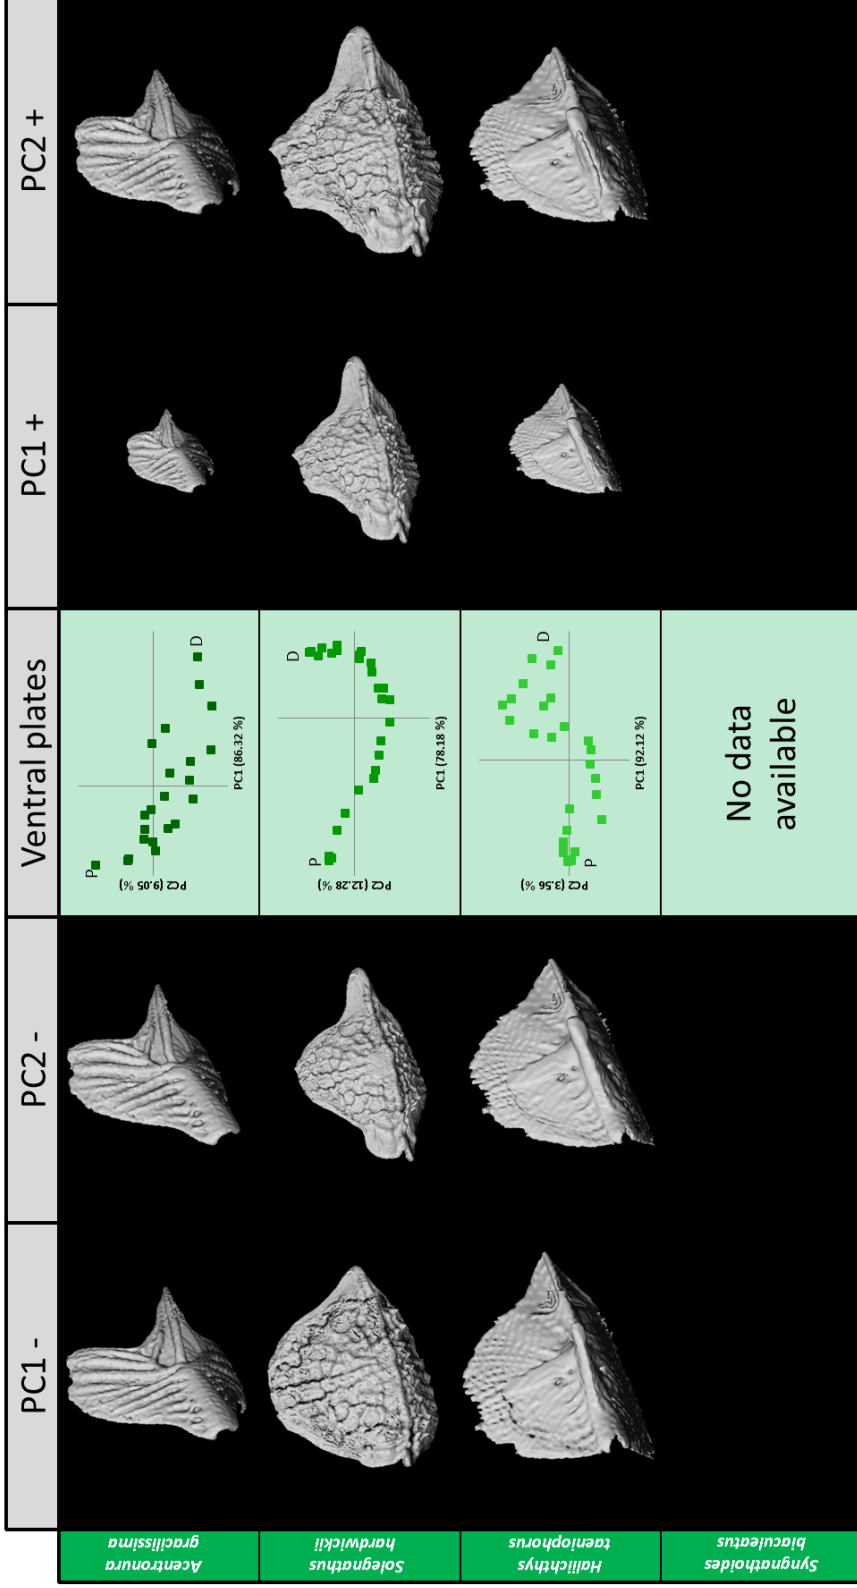 PC1 -
PC2 -
Ventral plates
PC1 +
PC2 +
Acentronura
gracilissima
PC2 (9.05 %)
P
D
PC1 (86.32 %)
Solegnathus
hardwickii
PC2 (12.28 %)
P
D
PC1 (78.18 %)
Haliichthys
taeniophorus
PC2 (3.56 %)
P
D
PC1 (92.12 %)
Syngnathoides
biaculeatus
No data
available